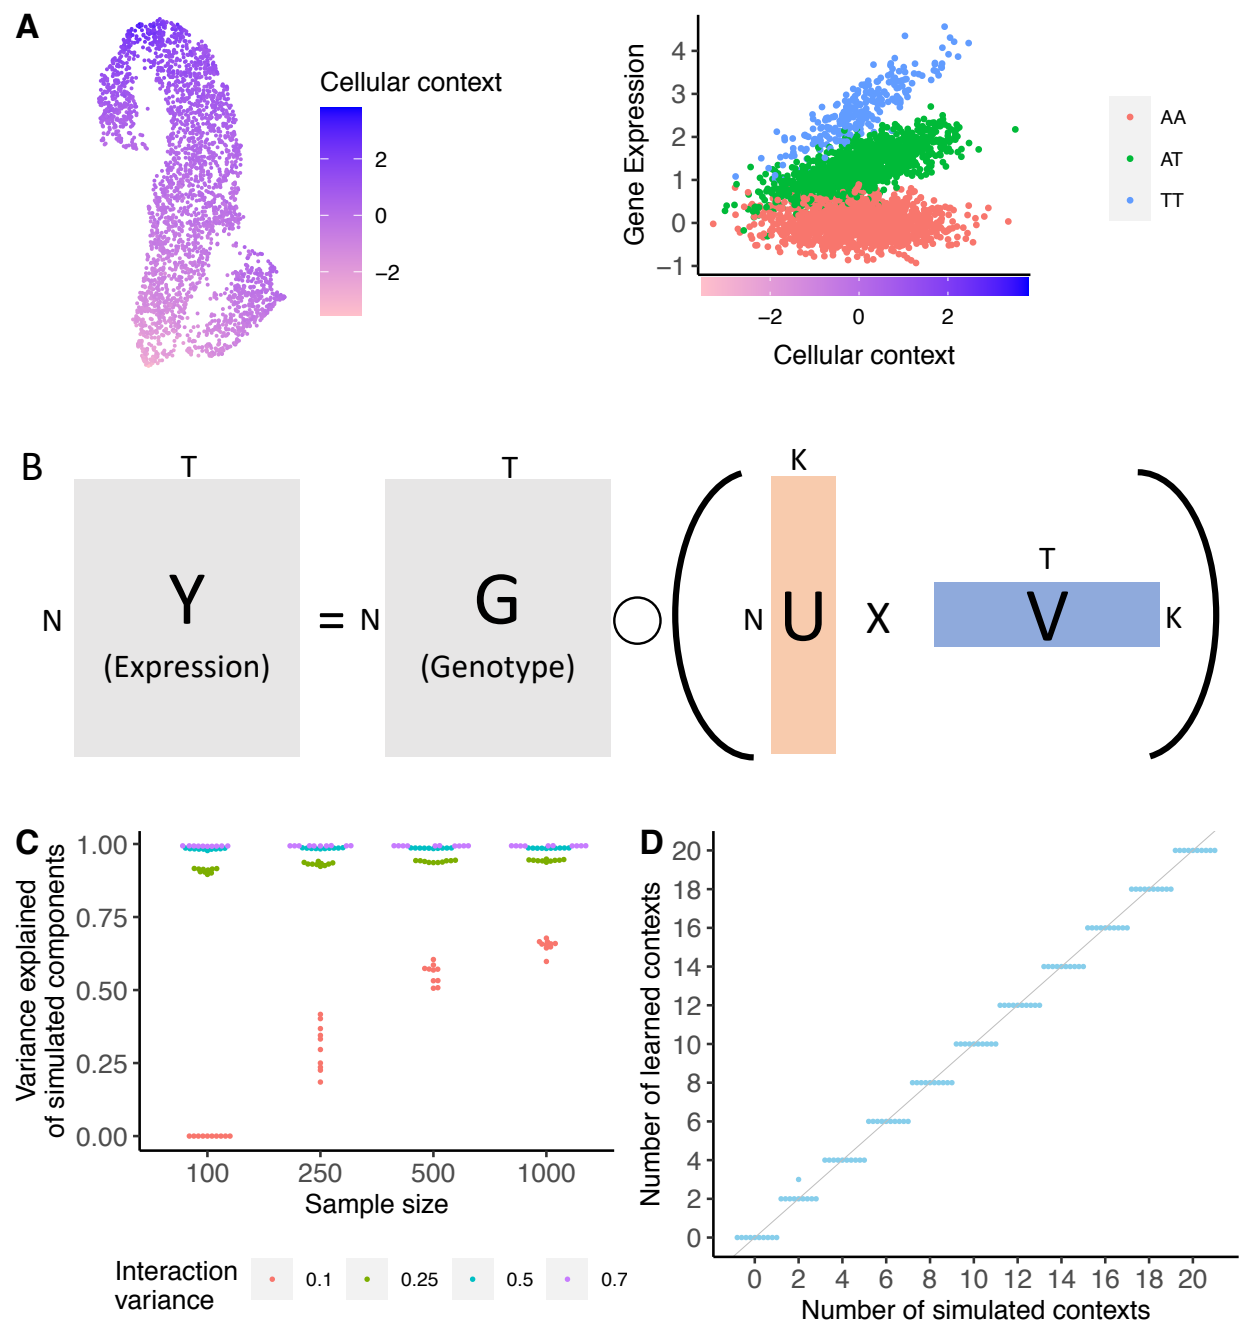 A
Cellular context
2
0
−2
Gene Expression
4
3
2
1
0
−1
−2
0
2
Cellular context
AA
AT
TT
B
T
N
Y
(Expression)
=
T
N
G
(Genotype)
K
N
U
X
T
V
K
C
Variance explained
of simulated components
1.00
0.75
0.50
0.25
0.00
100 250 500 1000
Sample size
Interaction
variance
0.1 0.25 0.5 0.7
D
Number of learned contexts
20
18
16
14
12
10
8
6
4
2
0
0 2 4 6 8 10 12 14 16 18 20
Number of simulated contexts